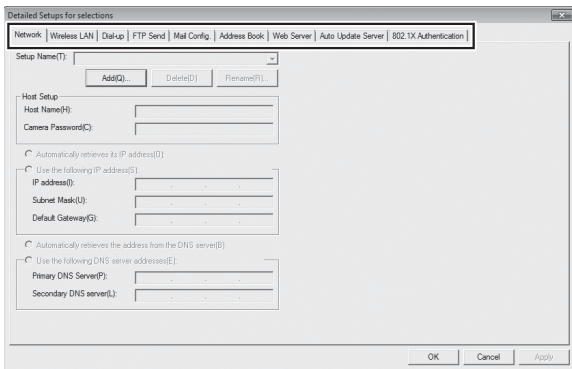 Detailed Setups for selections
Network Wireless LAN Dial-up FTP Send Mail Config. Address Book Web Server Auto Update Server 802.1X Authentication
Setup Name(T):
Add(Q)... Delete(D) Rename(R)...
Host Setup
Host Name(H):
Camera Password(C):
Automatically retrieves its IP address(O):
Use the following IP address(S):
IP address(I):
Subnet Mask(U):
Default Gateway(G):
Automatically retrieves the address from the DNS server(B)
Use the following DNS server addresses(E):
Primary DNS Server(P):
Secondary DNS server(L):
OK Cancel Apply